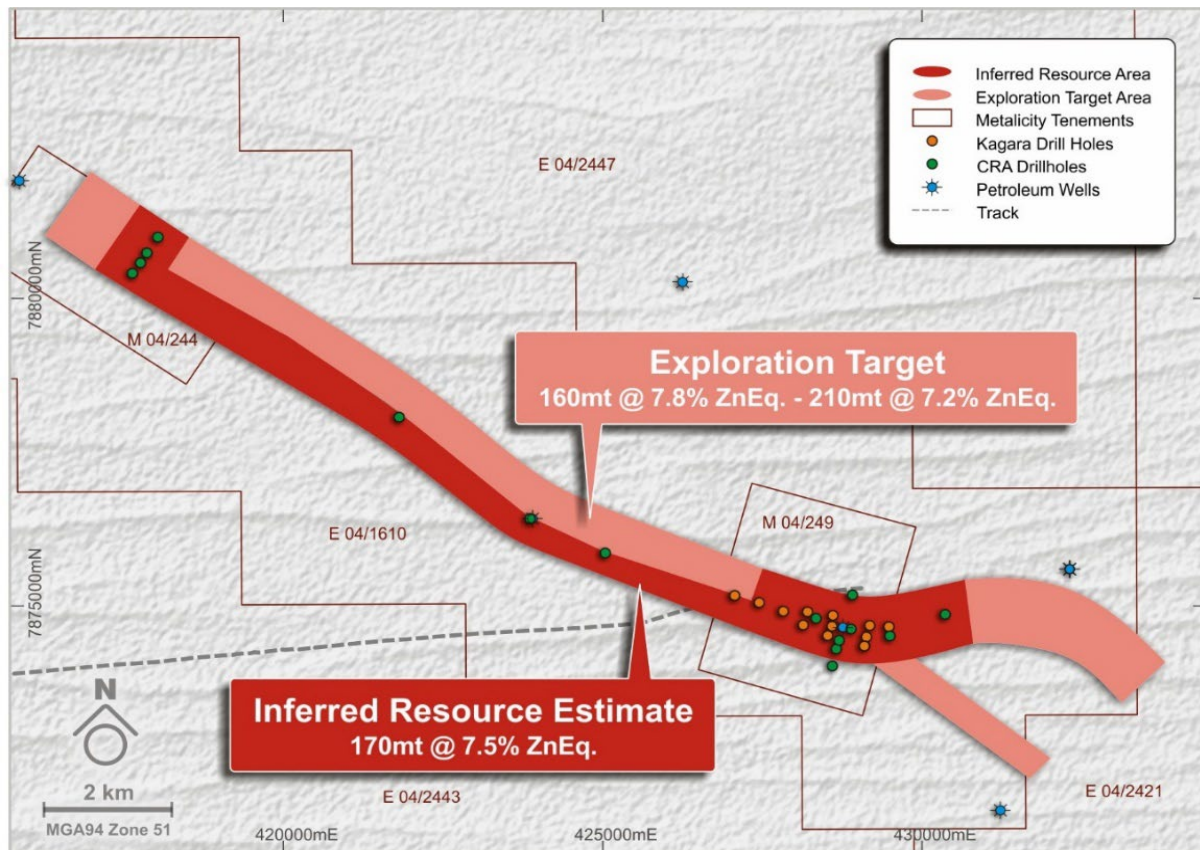 Inferred Resource Area
Exploration Target Area
Metalicity Tenements
Kagara Drill Holes
CRA Drillholes
Petroleum Wells
Track
E 04/2447
7880000mN
M 04/244
Exploration Target
160mt @ 7.8% ZnEq. - 210mt @ 7.2% ZnEq.
M 04/249
E 04/1610
7875000mN
Inferred Resource Estimate
170mt @ 7.5% ZnEq.
N
2 km
MGA94 Zone 51
E 04/2443
E 04/2421
420000mE
425000mE
430000mE